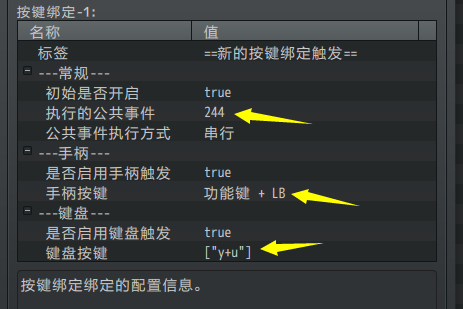 按键绑定-1:
名称 值
标签 ==新的按键绑定触发==
---常规---
初始是否开启 true
执行的公共事件 244
公共事件执行方式 串行
---手柄---
是否启用手柄触发 true
手柄按键 功能键 + LB
---键盘---
是否启用键盘触发 true
键盘按键 ["y+u"]
按键绑定绑定的配置信息。